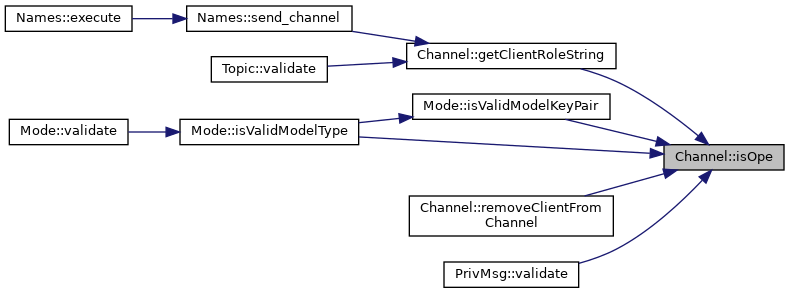 Names::execute
Names::send_channel
Channel::getClientRoleString
Topic::validate
Mode::isValidModelKeyPair
Mode::validate
Mode::isValidModelType
Channel::isOpe
Channel::removeClientFrom
Channel
PrivMsg::validate